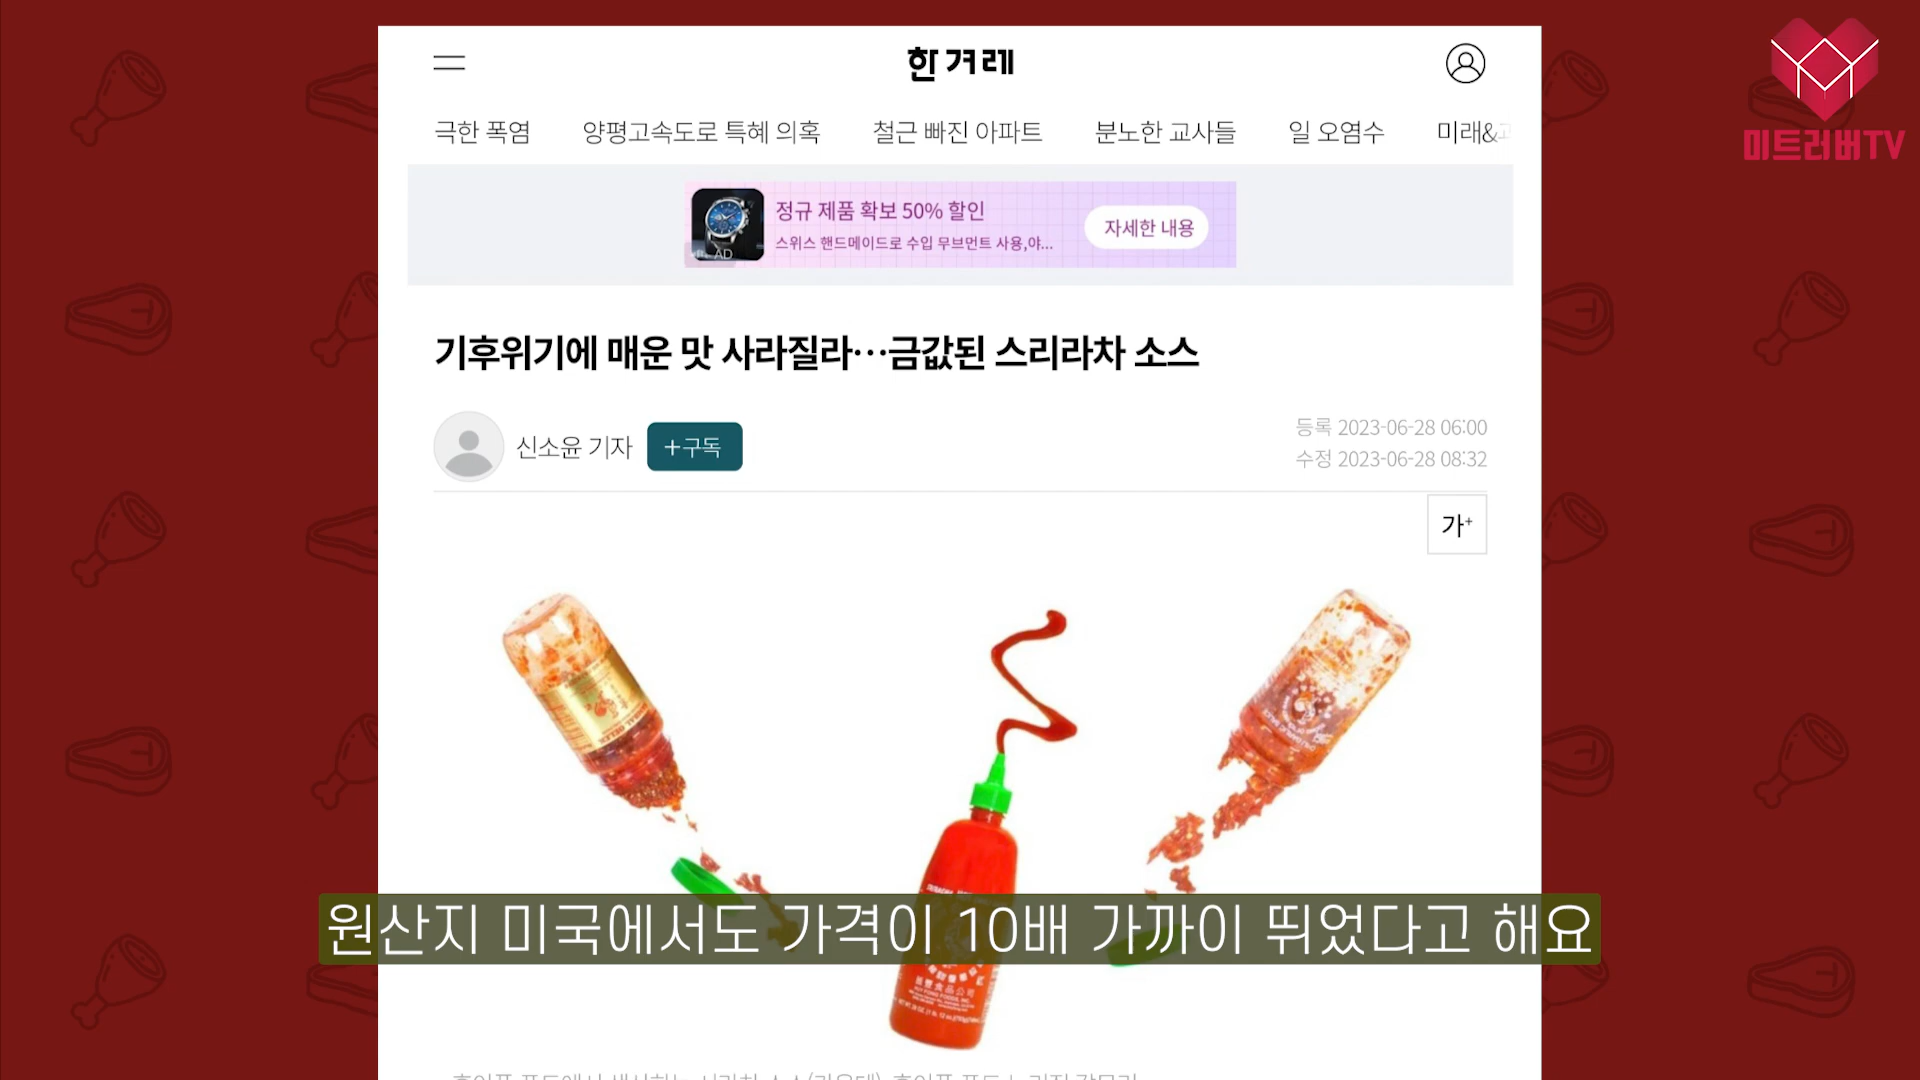 한겨레
미트러버TV
극한 폭염 양평고속도로 특혜 의혹 철근 빠진 아파트 분노한 교사들 일 오염수 미래&
정규 제품 확보 50% 할인
스위스 핸드메이드로 수입 무브먼트 사용,야...
자세한 내용
AD
기후위기에 매운 맛 사라질라…금값된 스리라차 소스
신소윤 기자
+구독
등록 2023-06-28 06:00
수정 2023-06-28 08:32
가+
원산지 미국에서도 가격이 10배 가까이 뛰었다고 해요